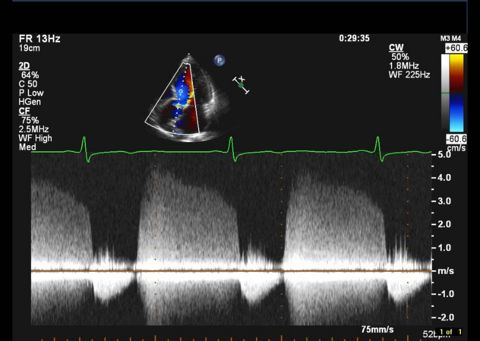 FR 13Hz
19cm
2D
64%
C 50
P Low
HGen
CF
75%
2.5MHz
WF High
Med
0:29:35
P
CW
50%
1.8MHz
WF 225Hz
M3 M4
+60.6
-60.6
cm/s
5.0
4.0
3.0
2.0
1.0
m/s
-1.0
-2.0
75mm/s
1 of 1